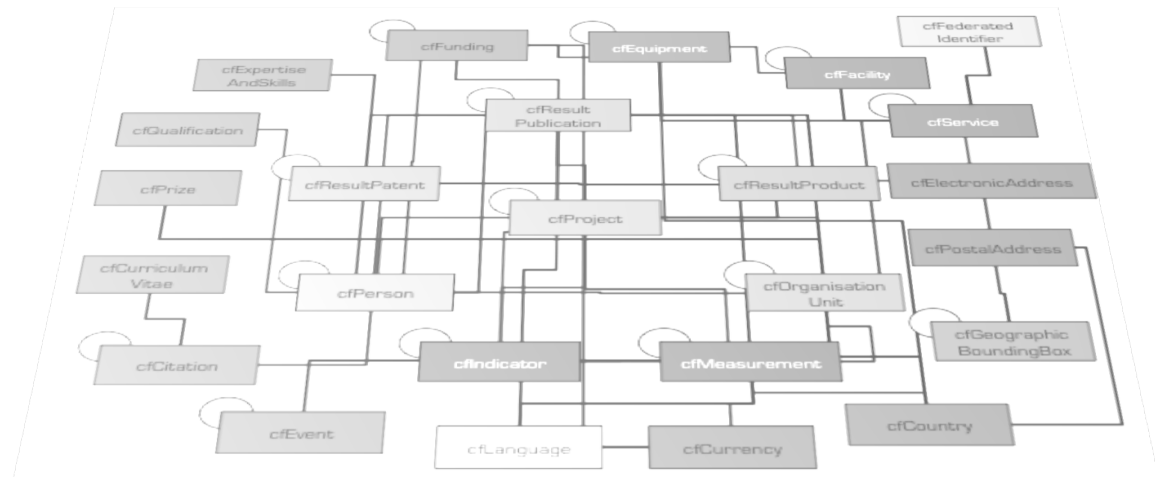 cfFederated
Identifier
cfFunding
cfEquipment
cfExpertise
AndSkills
cfFacility
cfResult
Publication
cfService
cfQualification
cfResultPatent
cfResultProduct
cfElectronicAddress
cfPrize
cfProject
cfPostalAddress
cfCurriculum
Vitae
cfPerson
cfOrganisation
Unit
cfGeographic
BoundingBox
cfCitation
cfIndicator
cfMeasurement
cfEvent
cfCountry
cfLanguage
cfCurrency